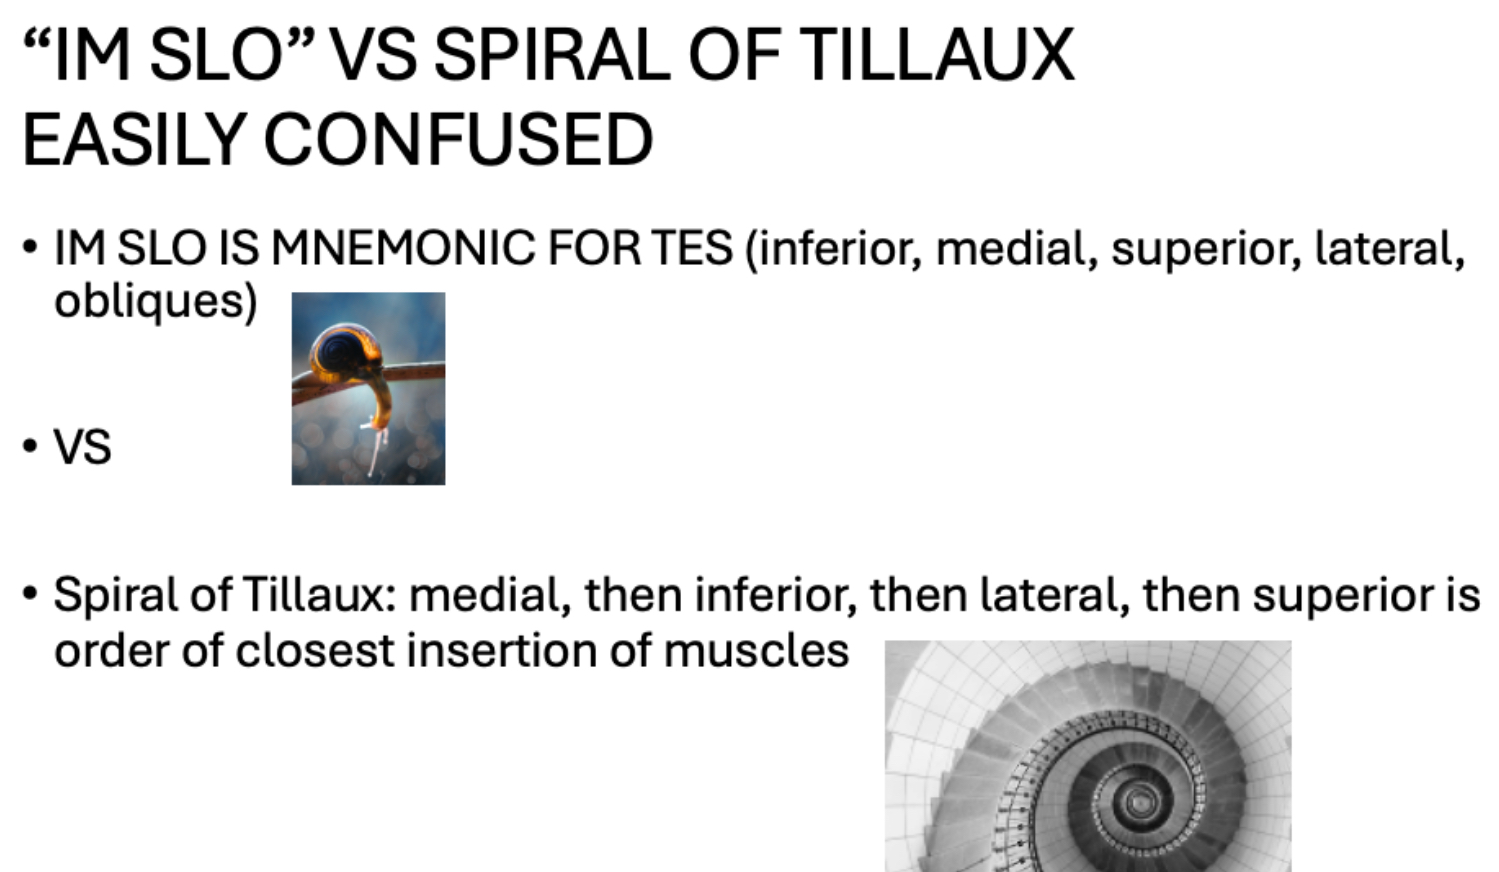 “IM SLO” VS SPIRAL OF TILLAUX
EASILY CONFUSED
• IM SLO IS MNEMONIC FOR TES (inferior, medial, superior, lateral,
obliques)
• VS
• Spiral of Tillaux: medial, then inferior, then lateral, then superior is
order of closest insertion of muscles